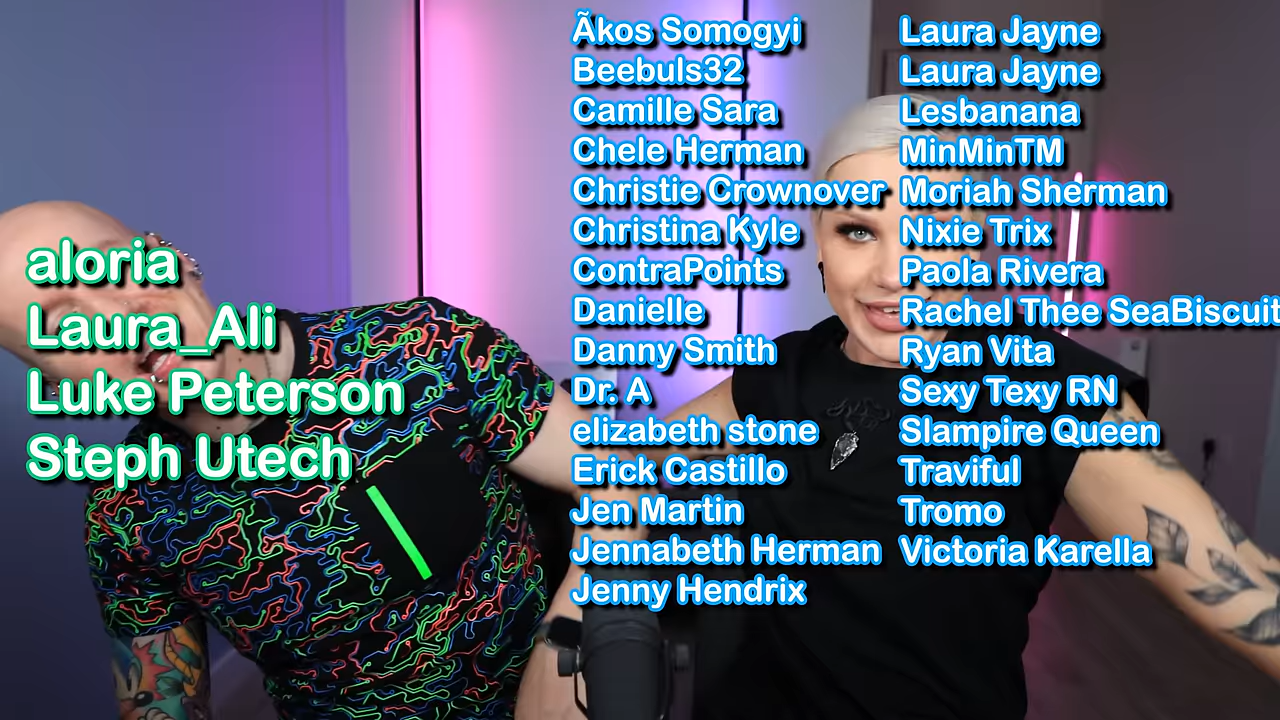 aloria
Laura_Ali
Luke Peterson
Steph Utech
Ãkos Somogyi
Beebuls32
Camille Sara
Chele Herman
Christie Crownover
Christina Kyle
ContraPoints
Danielle
Danny Smith
Dr. A
elizabeth stone
Erick Castillo
Jen Martin
Jennabeth Herman
Jenny Hendrix
Laura Jayne
Laura Jayne
Lesbanana
MinMinTM
Moriah Sherman
Nixie Trix
Paola Rivera
Rachel Thee SeaBiscuit
Ryan Vita
Sexy Texy RN
Slampire Queen
Traviful
Tromo
Victoria Karella